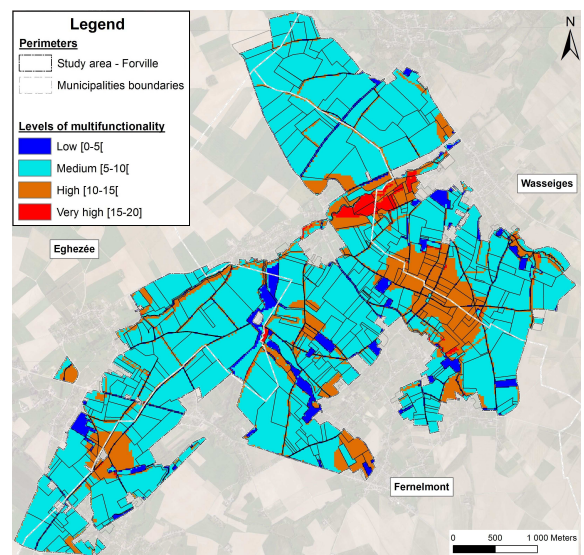 Legend
Perimeters
Study area - Forville
Municipalities boundaries
Levels of multifunctionality
Low [0-5[
Medium [5-10[
High [10-15[
Very high [15-20]
N
Wasseiges
Eghezée
Fernelmont
0 500 1 000 Meters